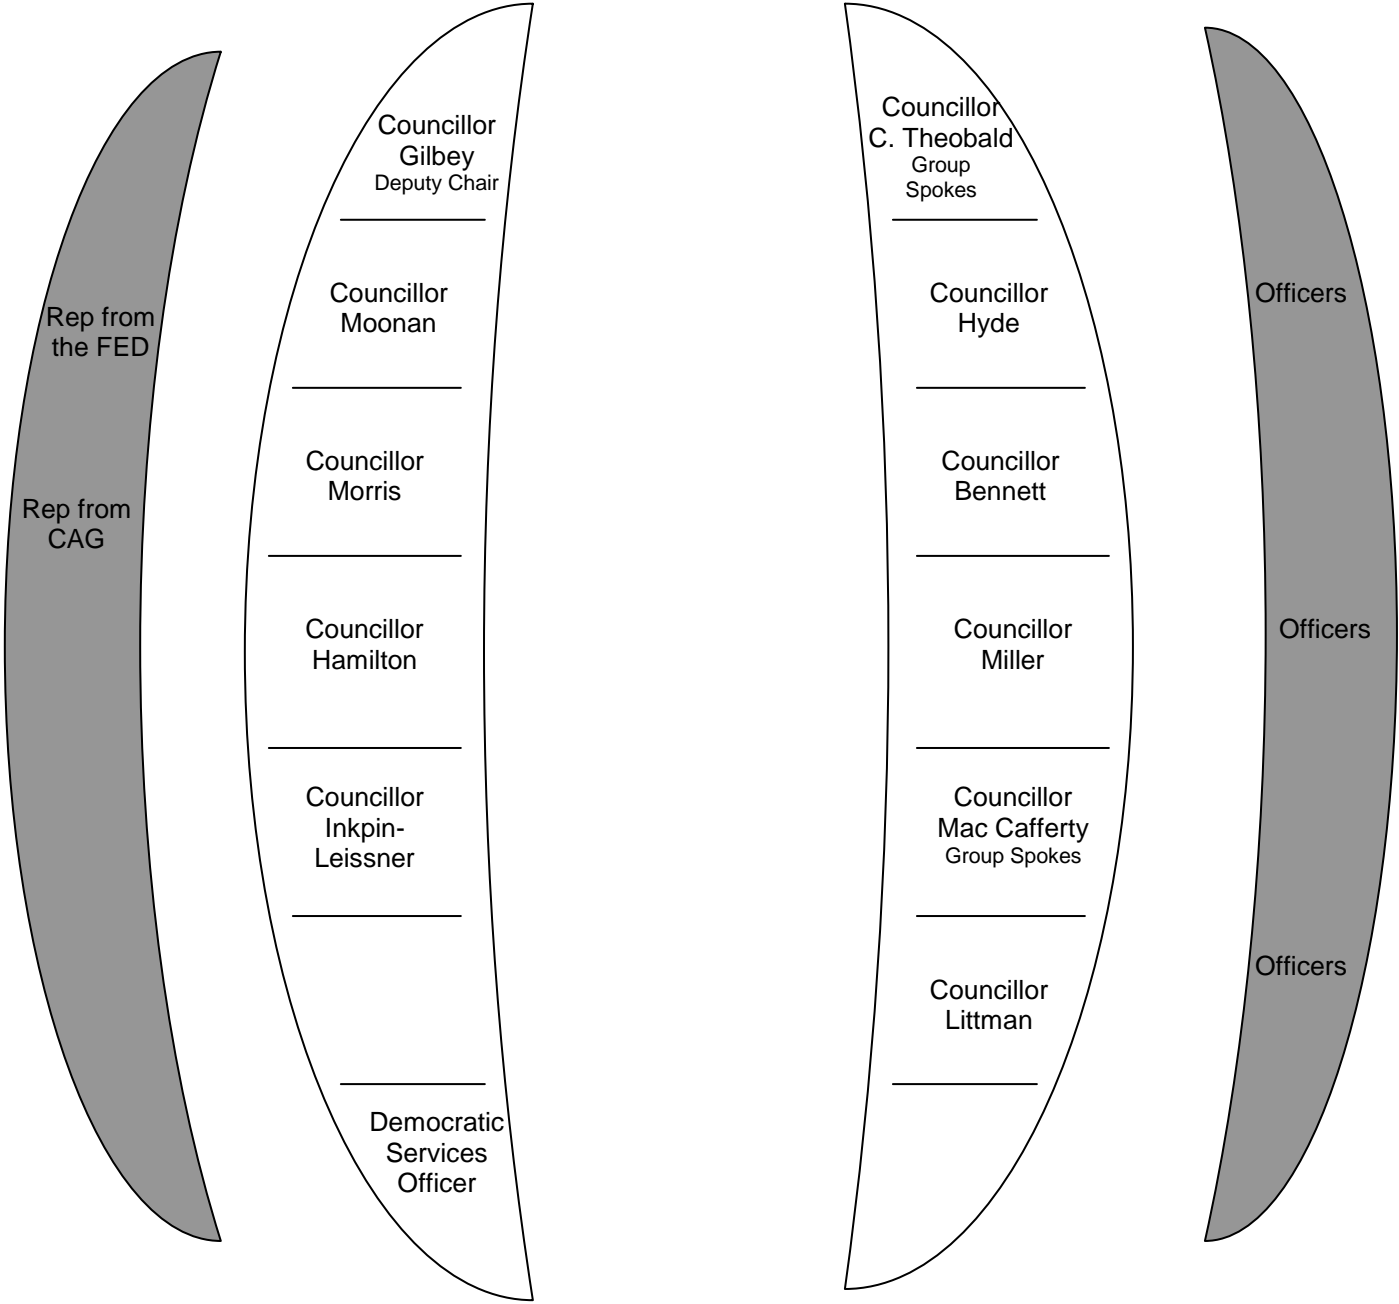 Rep from
the FED
Rep from
CAG
Councillor
Gilbey
Deputy Chair
Councillor
Moonan
Councillor
Morris
Councillor
Hamilton
Councillor
Inkpin-
Leissner
Democratic
Services
Officer
Councillor
C. Theobald
Group
Spokes
Councillor
Hyde
Councillor
Bennett
Councillor
Miller
Councillor
Mac Cafferty
Group Spokes
Councillor
Littman
Officers
Officers
Officers